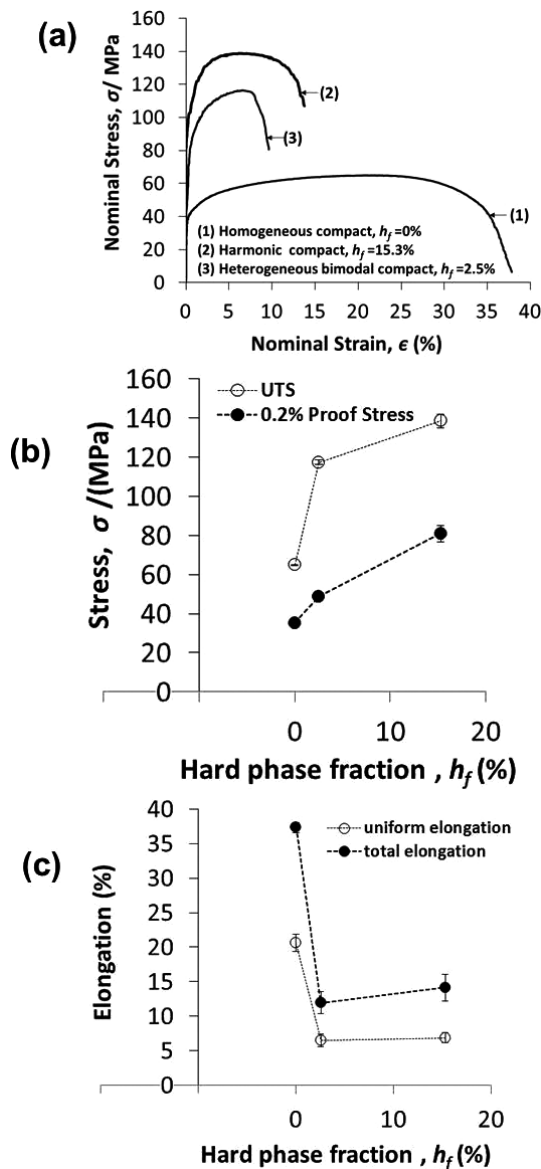 (a)
160
140
120
100
80
60
40
20
0
Nominal Stress, σ/ MPa
(2)
(3)
(1)
(1) Homogeneous compact, hf =0%
(2) Harmonic compact, hf =15.3%
(3) Heterogeneous bimodal compact, hf =2.5%
0 5 10 15 20 25 30 35 40
Nominal Strain, ϵ (%)
(b)
160
140
120
100
80
60
40
20
0
Stress, σ /(MPa)
UTS
0.2% Proof Stress
0 10 20
Hard phase fraction , hf (%)
(c)
40
35
30
25
20
15
10
5
0
Elongation (%)
uniform elongation
total elongation
0 10 20
Hard phase fraction , hf (%)